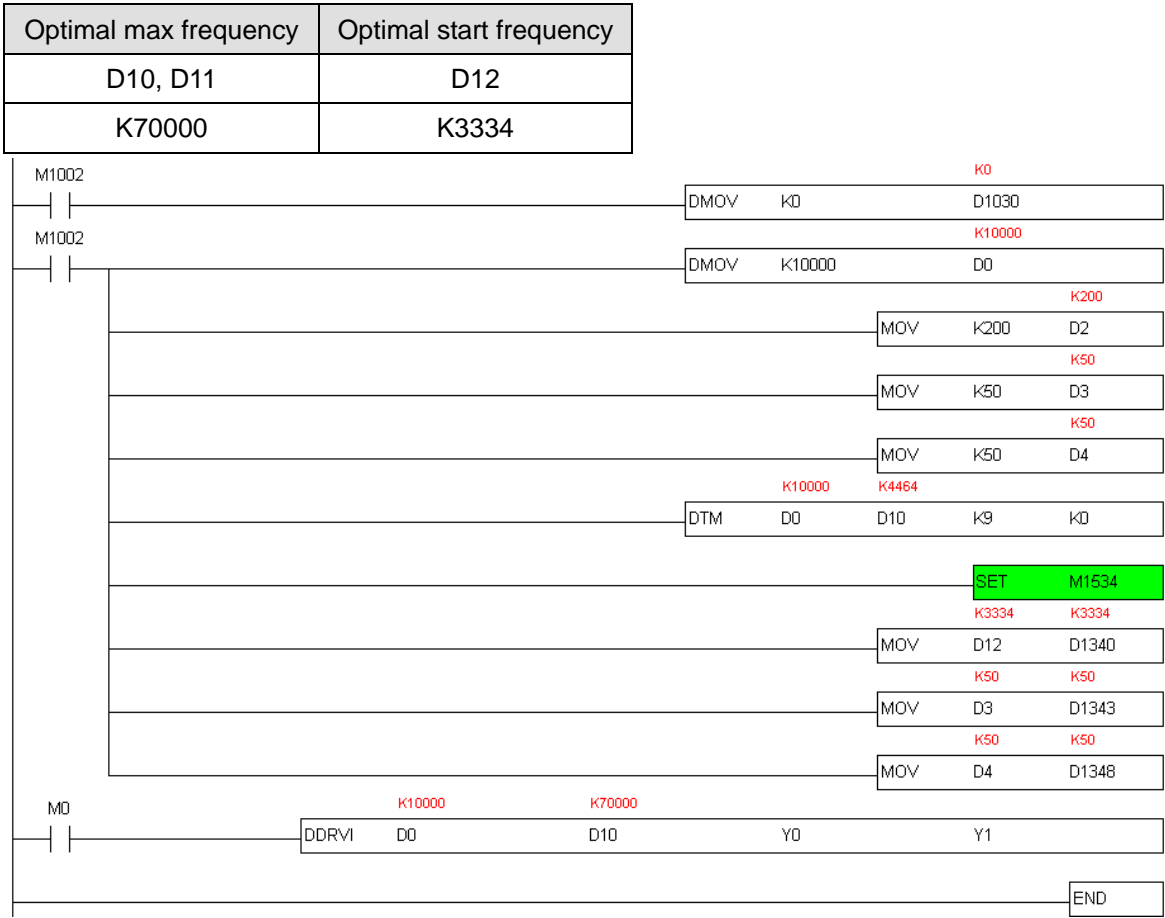 Optimal max frequency Optimal start frequency
D10, D11 D12
K70000 K3334
M1002
K0
DMOV K0 D1030
M1002
K10000
DMOV K10000 D0
K200
MOV K200 D2
K50
MOV K50 D3
K50
MOV K50 D4
K10000 K4464
DTM D0 D10 K9 K0
SET M1534
K3334 K3334
MOV D12 D1340
K50 K50
MOV D3 D1343
K50 K50
MOV D4 D1348
M0
K10000 K70000
DDRVI D0 D10 Y0 Y1
END